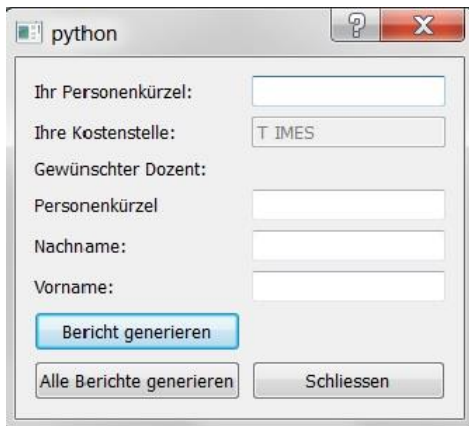 python
Ihr Personenkürzel:
Ihre Kostenstelle: T IMES
Gewünschter Dozent:
Personenkürzel
Nachname:
Vorname:
Bericht generieren
Alle Berichte generieren Schliessen